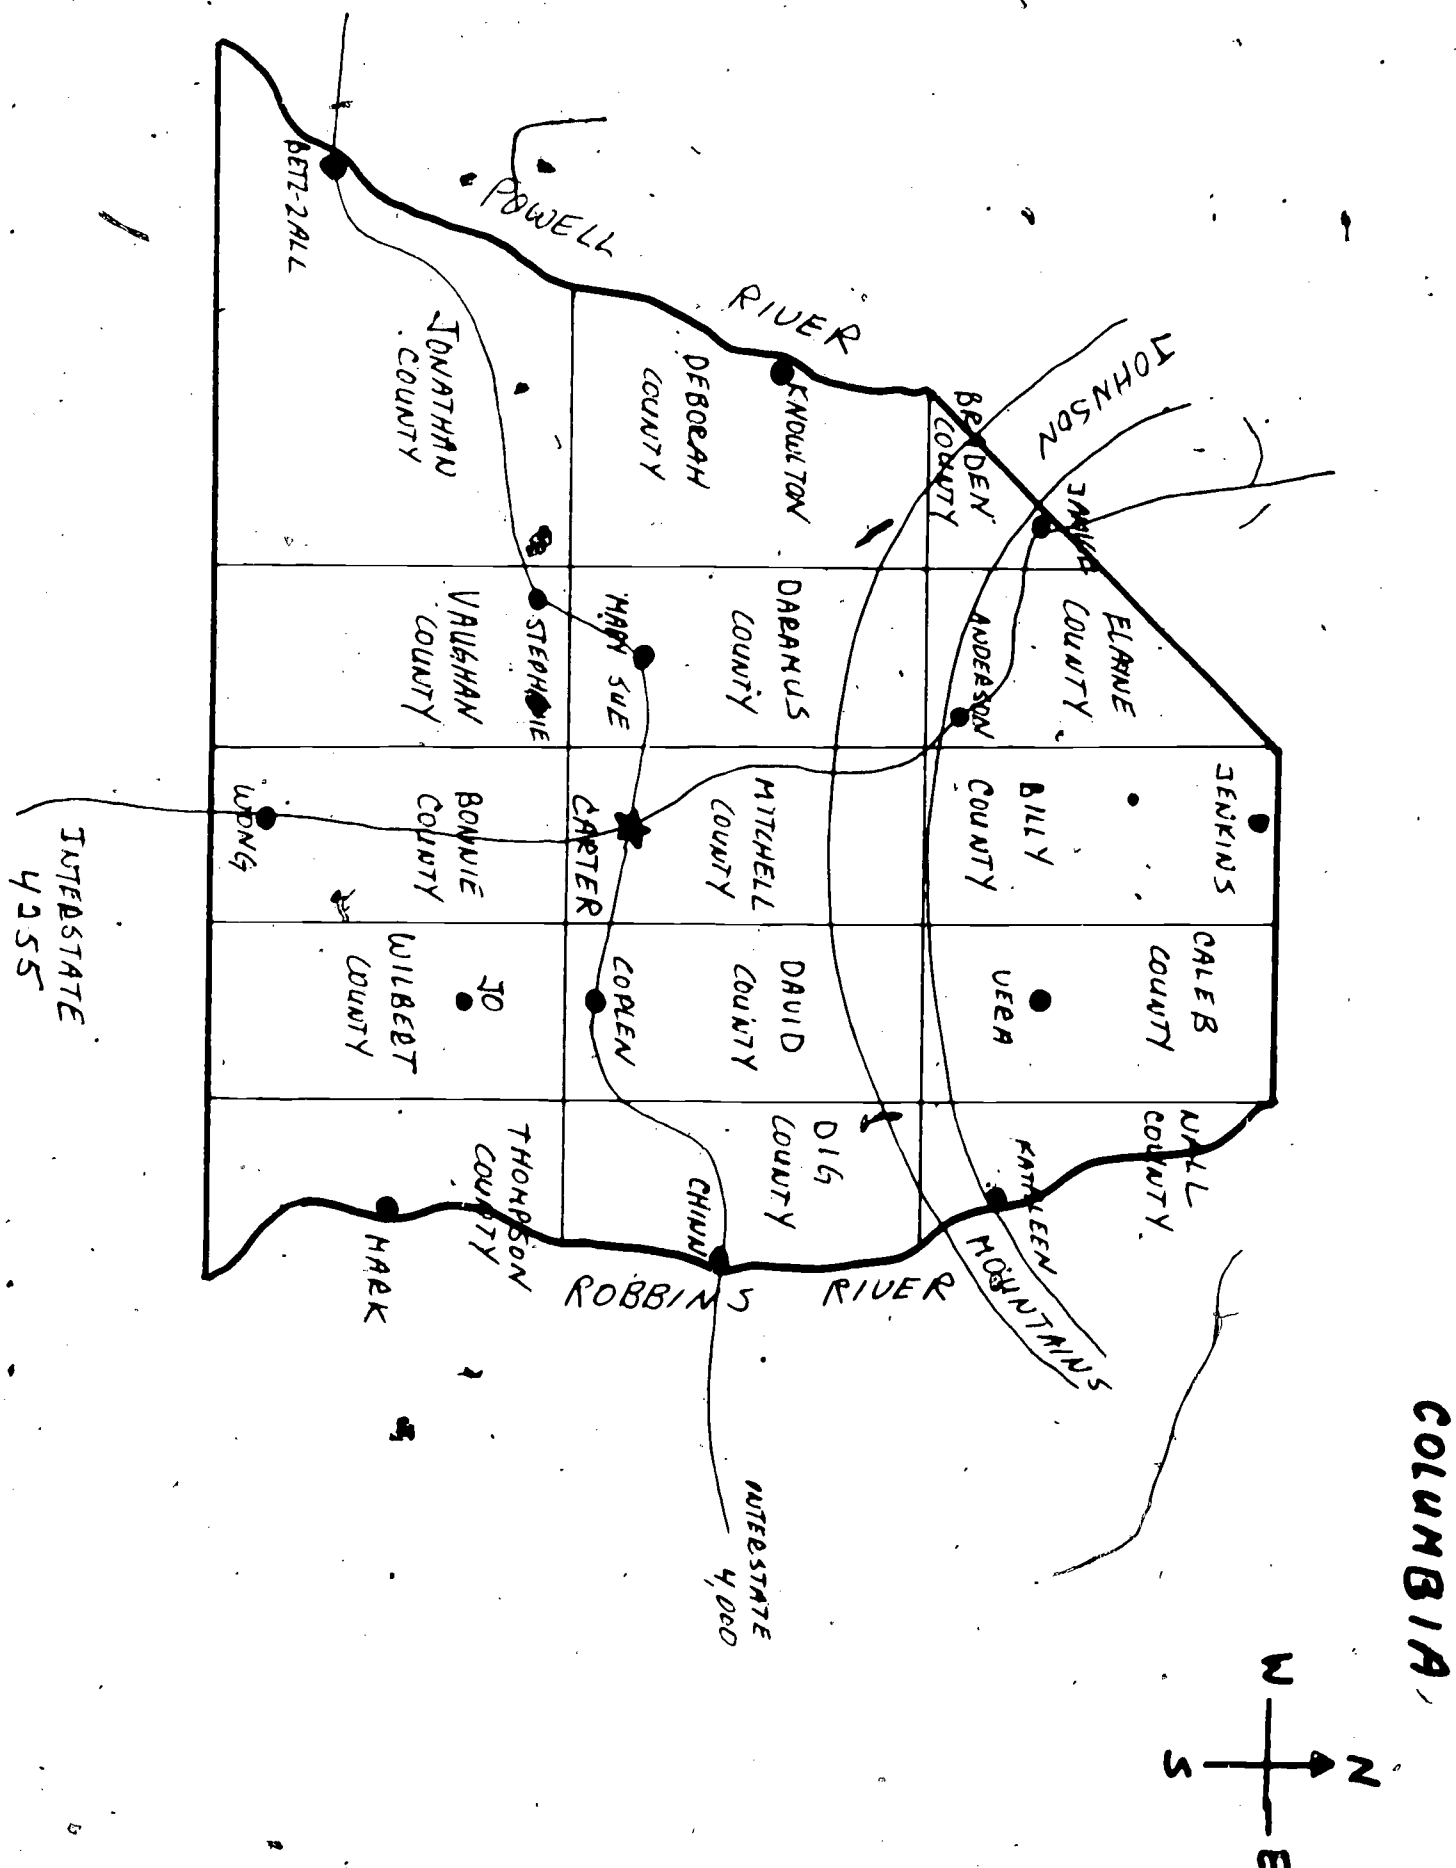 COLUMBIA
N
W
E
S
JOHNSON
MOUNTAINS
POWELL
RIVER
ROBBINS
RIVER
JENKINS
CALEB
COUNTY
NALL
COUNTY
ELAINE
COUNTY
BILLY
COUNTY
VERA
KATHLEEN
ANDERSON
COUNTY
KNOWLTON
DEBORAH
COUNTY
DARAMUS
COUNTY
MITCHELL
COUNTY
DAVID
COUNTY
DIG
COUNTY
MARY SUE
CARTER
COPLEN
CHINN
STEPHANIE
JONATHAN
COUNTY
VAUGHAN
COUNTY
BONNIE
COUNTY
JO
WILBERT
COUNTY
THOMPSON
COUNTY
BETZ-ZALL
WONG
MARK
INTERSTATE
4,000
INTERSTATE
4255